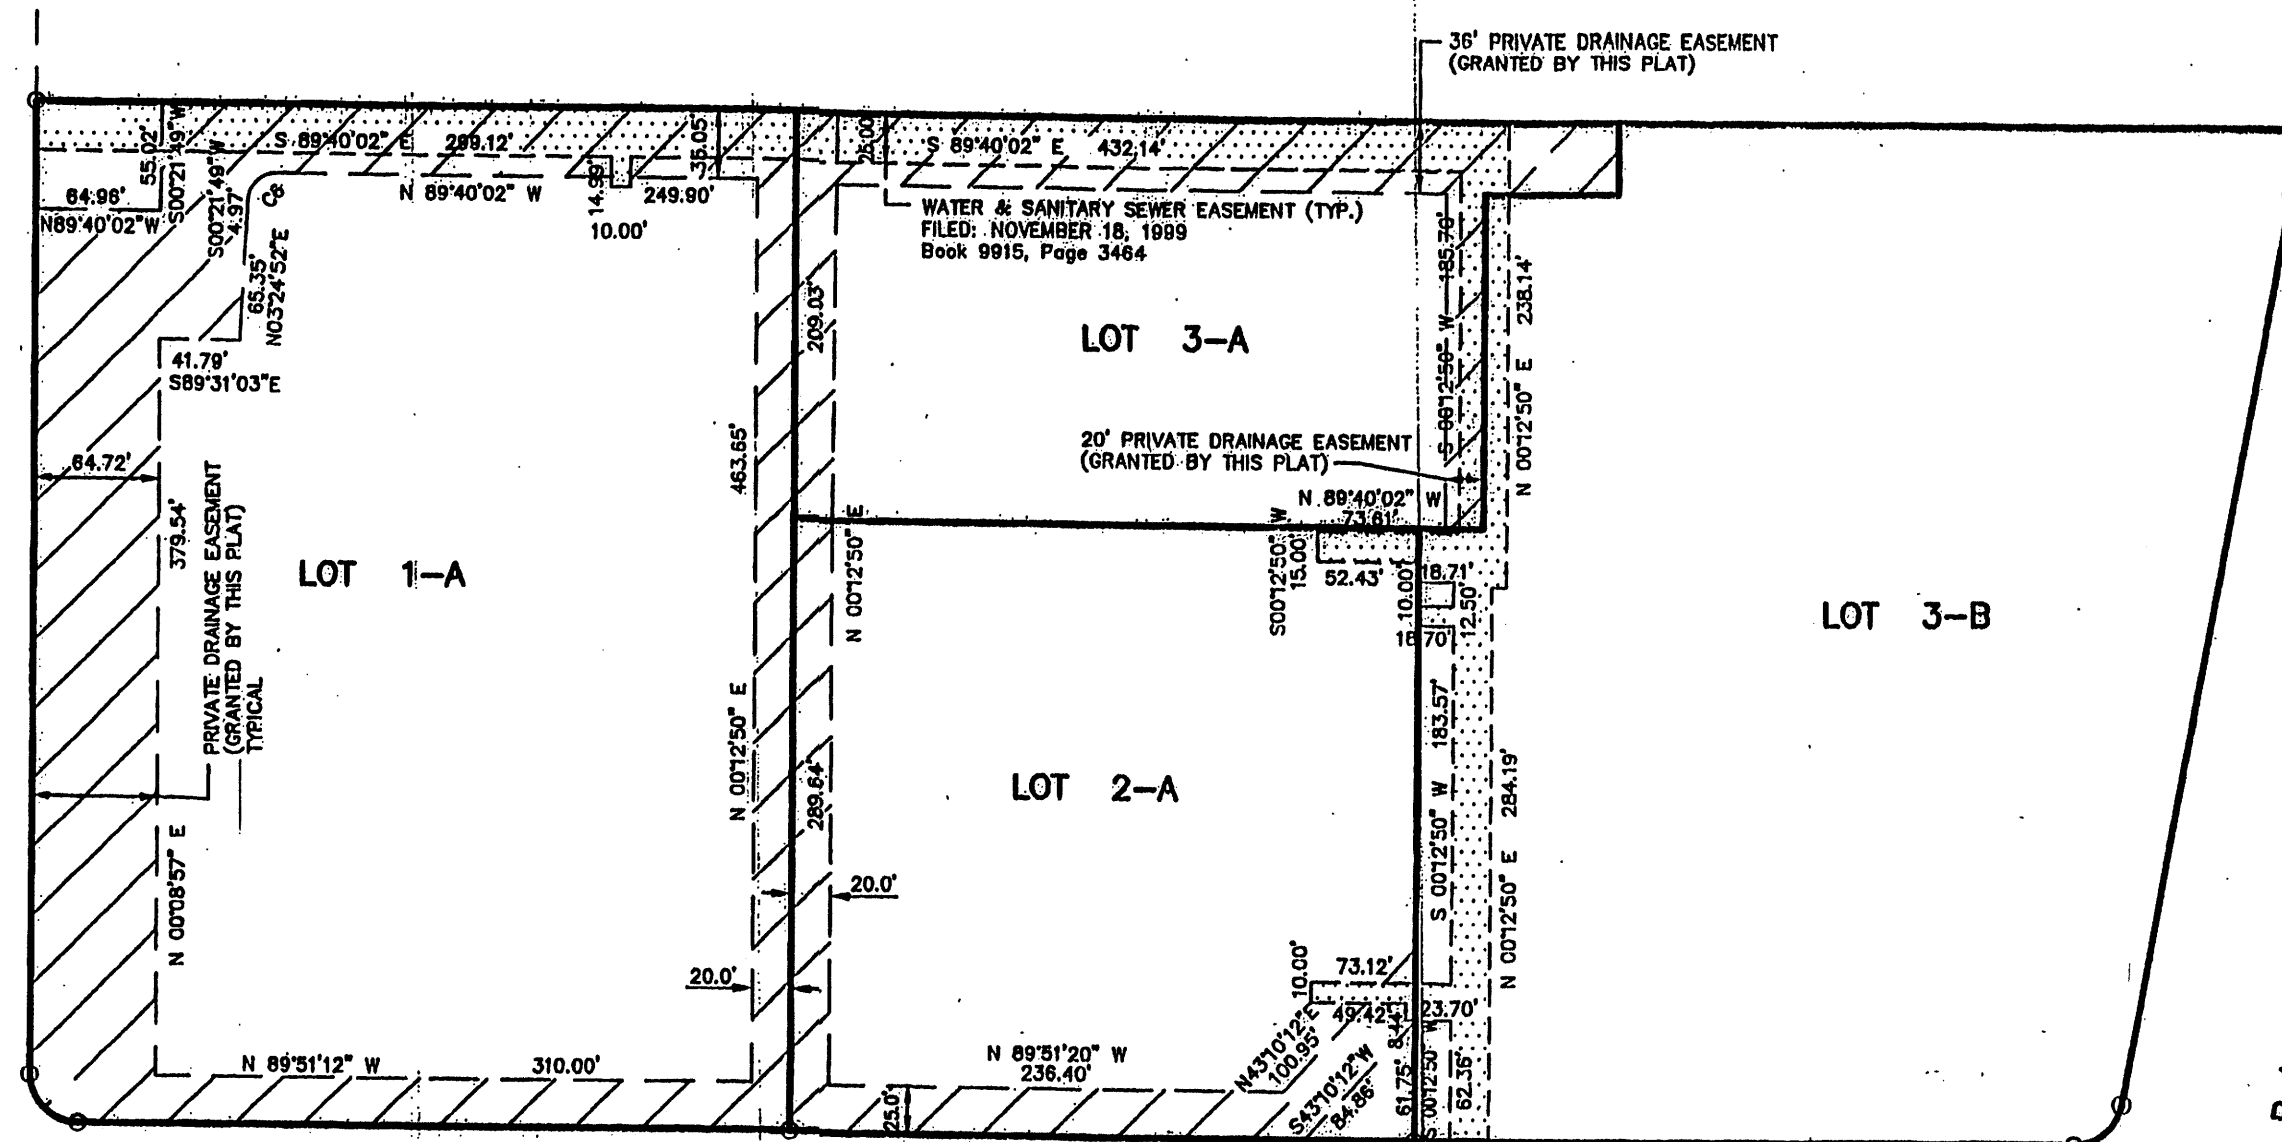 36' PRIVATE DRAINAGE EASEMENT
(GRANTED BY THIS PLAT)
55.02'
S00°21'49"W
64.96'
N89°40'02"W
S00°21'49"W
4.97'
C8
65.35'
N03°24'52"E
S 89°40'02" E 299.12'
N 89°40'02" W
14.99'
10.00'
249.90'
35.05'
25.00'
S 89°40'02" E 432.14'
WATER & SANITARY SEWER EASEMENT (TYP.)
FILED: NOVEMBER 18, 1999
Book 9915, Page 3464
41.79'
S89°31'03"E
64.72'
379.54'
PRIVATE DRAINAGE EASEMENT
(GRANTED BY THIS PLAT)
TYPICAL
N 00°08'57" E
LOT 1-A
463.65'
N 00°12'50" E
209.03'
N 00°12'50" E
289.64'
LOT 3-A
S 00°12'50" W 185.70'
N 00°12'50" E 238.14'
20' PRIVATE DRAINAGE EASEMENT
(GRANTED BY THIS PLAT)
N 89°40'02" W
73.61'
S00°12'50" W
15.00'
52.43'
10.00'
18.71'
12.50'
18.70'
LOT 3-B
LOT 2-A
S 00°12'50" W 183.57'
N 00°12'50" E 284.19'
20.0'
20.0'
10.00'
73.12'
49.42'
8.44'
23.70'
N 89°51'12" W 310.00'
N 89°51'20" W
236.40'
25.0'
N43°10'12"E
100.95'
S43°10'12"W
84.86'
61.75'
S 00°12'50" W
62.36'